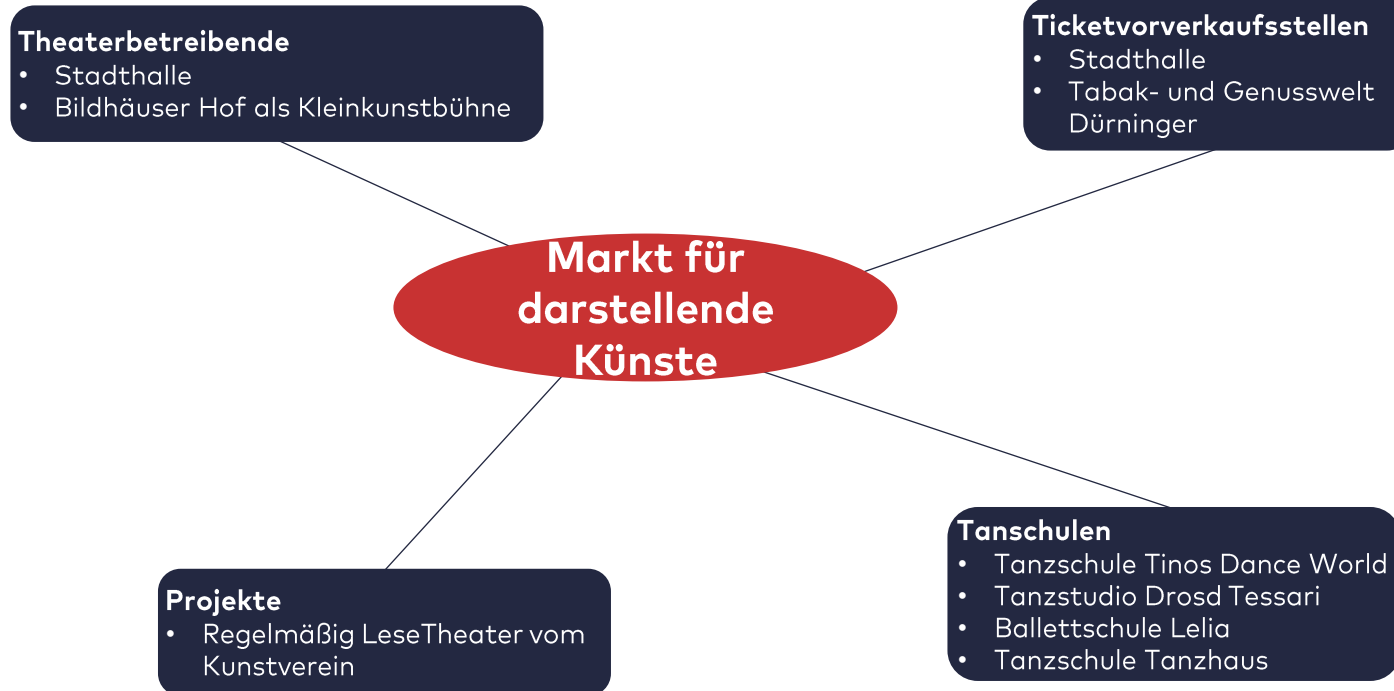 Theaterbetreibende
• Stadthalle
• Bildhäuser Hof als Kleinkunstbühne
Ticketvorverkaufsstellen
• Stadthalle
• Tabak- und Genusswelt
Dürninger
Markt für
darstellende
Künste
Projekte
• Regelmäßig LeseTheater vom
Kunstverein
Tanschulen
• Tanzschule Tinos Dance World
• Tanzstudio Drosd Tessari
• Ballettschule Lelia
• Tanzschule Tanzhaus